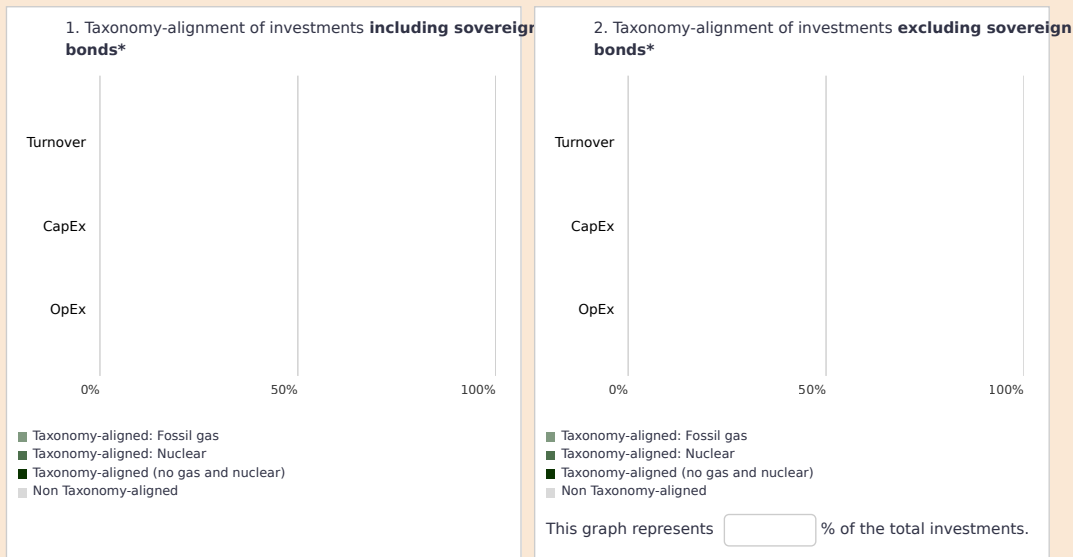 1. Taxonomy-alignment of investments including sovereign
bonds*
Turnover
CapEx
OpEx
0% 50% 100%
Taxonomy-aligned: Fossil gas
Taxonomy-aligned: Nuclear
Taxonomy-aligned (no gas and nuclear)
Non Taxonomy-aligned
2. Taxonomy-alignment of investments excluding sovereign
bonds*
Turnover
CapEx
OpEx
0% 50% 100%
Taxonomy-aligned: Fossil gas
Taxonomy-aligned: Nuclear
Taxonomy-aligned (no gas and nuclear)
Non Taxonomy-aligned
This graph represents % of the total investments.